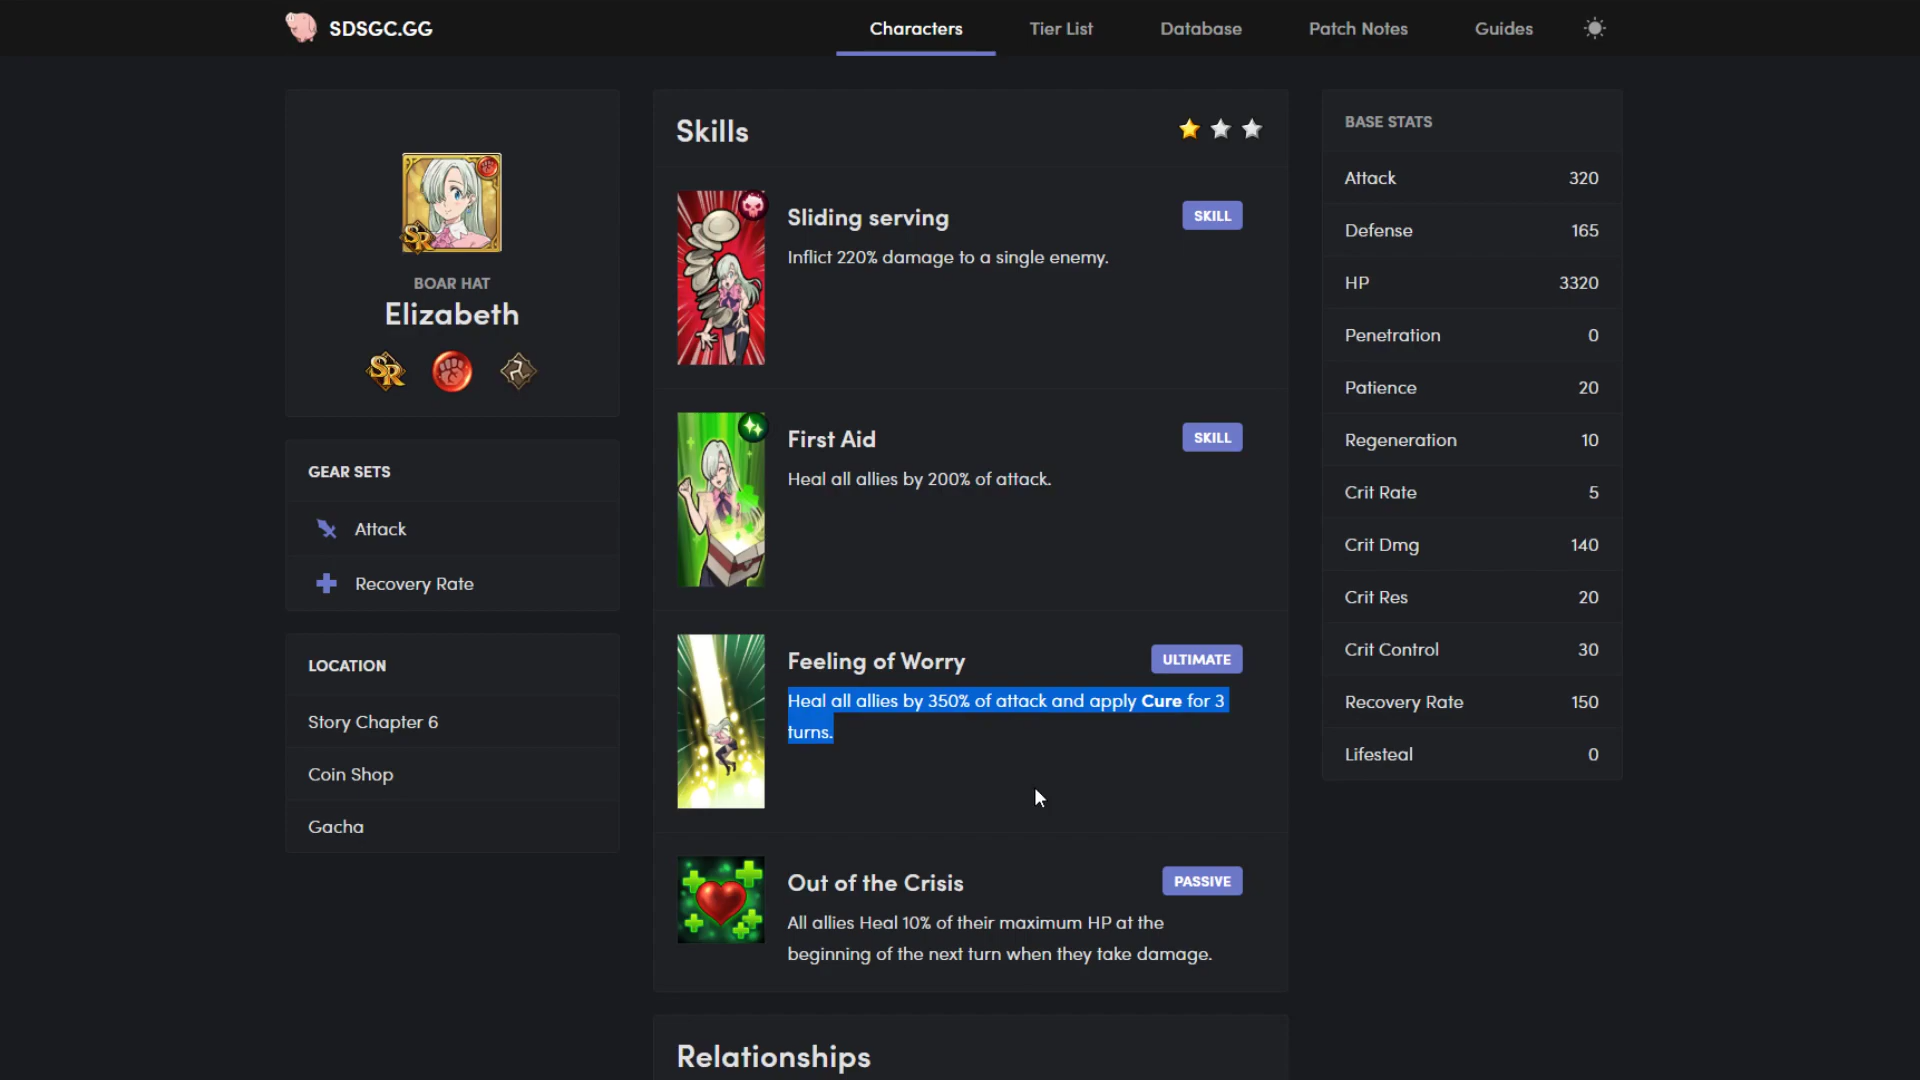 SDSGC.GG
Characters
Tier List
Database
Patch Notes
Guides
SR
BOAR HAT
Elizabeth
SR
GEAR SETS
Attack
Recovery Rate
LOCATION
Story Chapter 6
Coin Shop
Gacha
Skills
Sliding serving
SKILL
Inflict 220% damage to a single enemy.
First Aid
SKILL
Heal all allies by 200% of attack.
Feeling of Worry
ULTIMATE
Heal all allies by 350% of attack and apply Cure for 3
turns.
Out of the Crisis
PASSIVE
All allies Heal 10% of their maximum HP at the
beginning of the next turn when they take damage.
Relationships
BASE STATS
Attack 320
Defense 165
HP 3320
Penetration 0
Patience 20
Regeneration 10
Crit Rate 5
Crit Dmg 140
Crit Res 20
Crit Control 30
Recovery Rate 150
Lifesteal 0